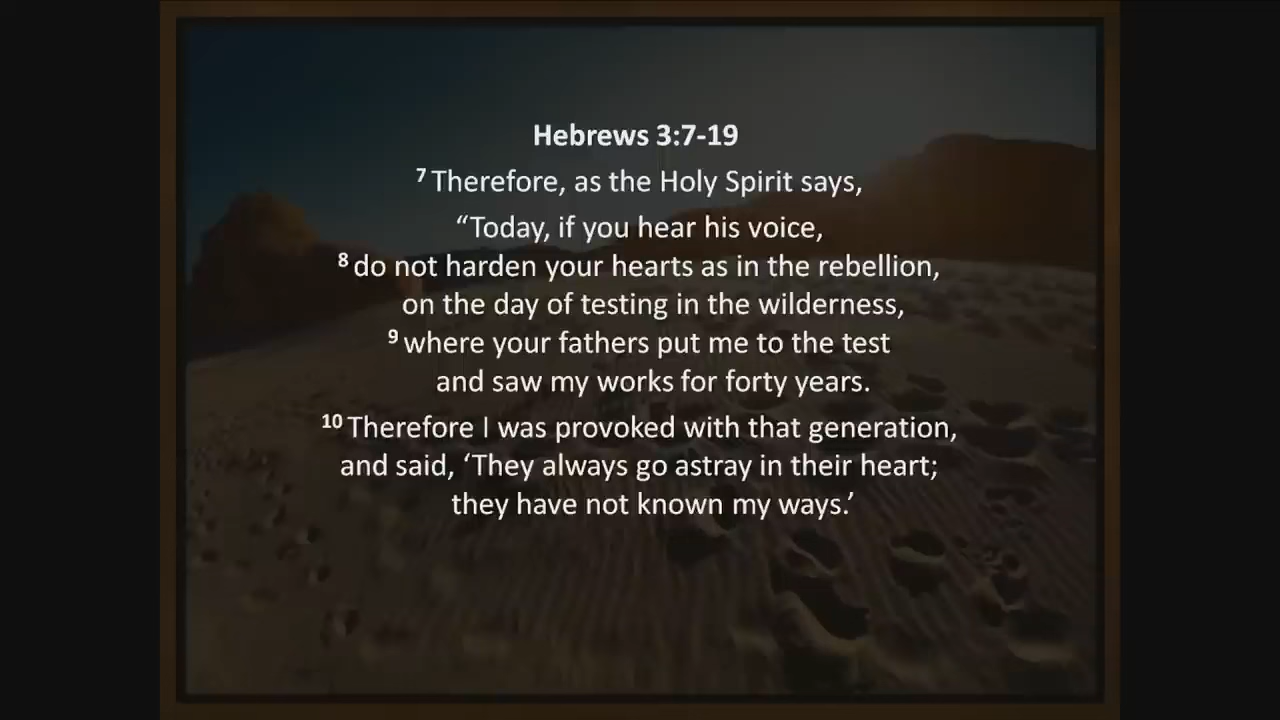 Hebrews 3:7-19
7 Therefore, as the Holy Spirit says,
“Today, if you hear his voice,
8 do not harden your hearts as in the rebellion,
on the day of testing in the wilderness,
9 where your fathers put me to the test
and saw my works for forty years.
10 Therefore I was provoked with that generation,
and said, ‘They always go astray in their heart;
they have not known my ways.’